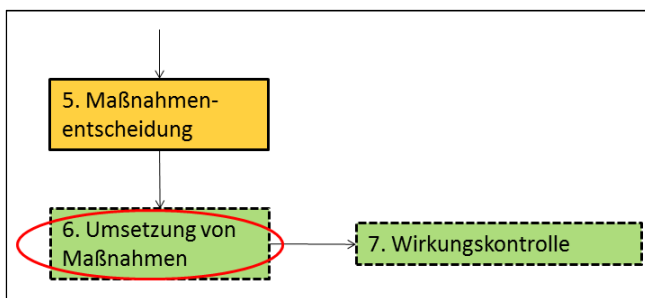 5. Maßnahmen-
entscheidung
6. Umsetzung von
Maßnahmen
7. Wirkungskontrolle